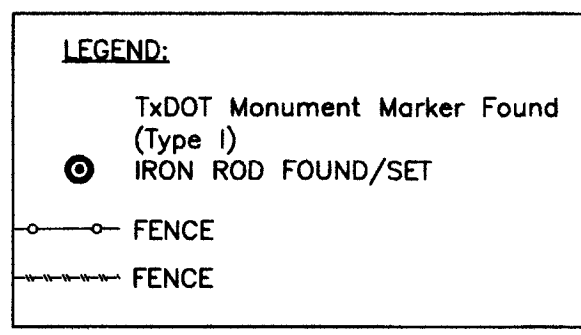 LEGEND:
TxDOT Monument Marker Found
(Type I)
IRON ROD FOUND/SET
FENCE
FENCE